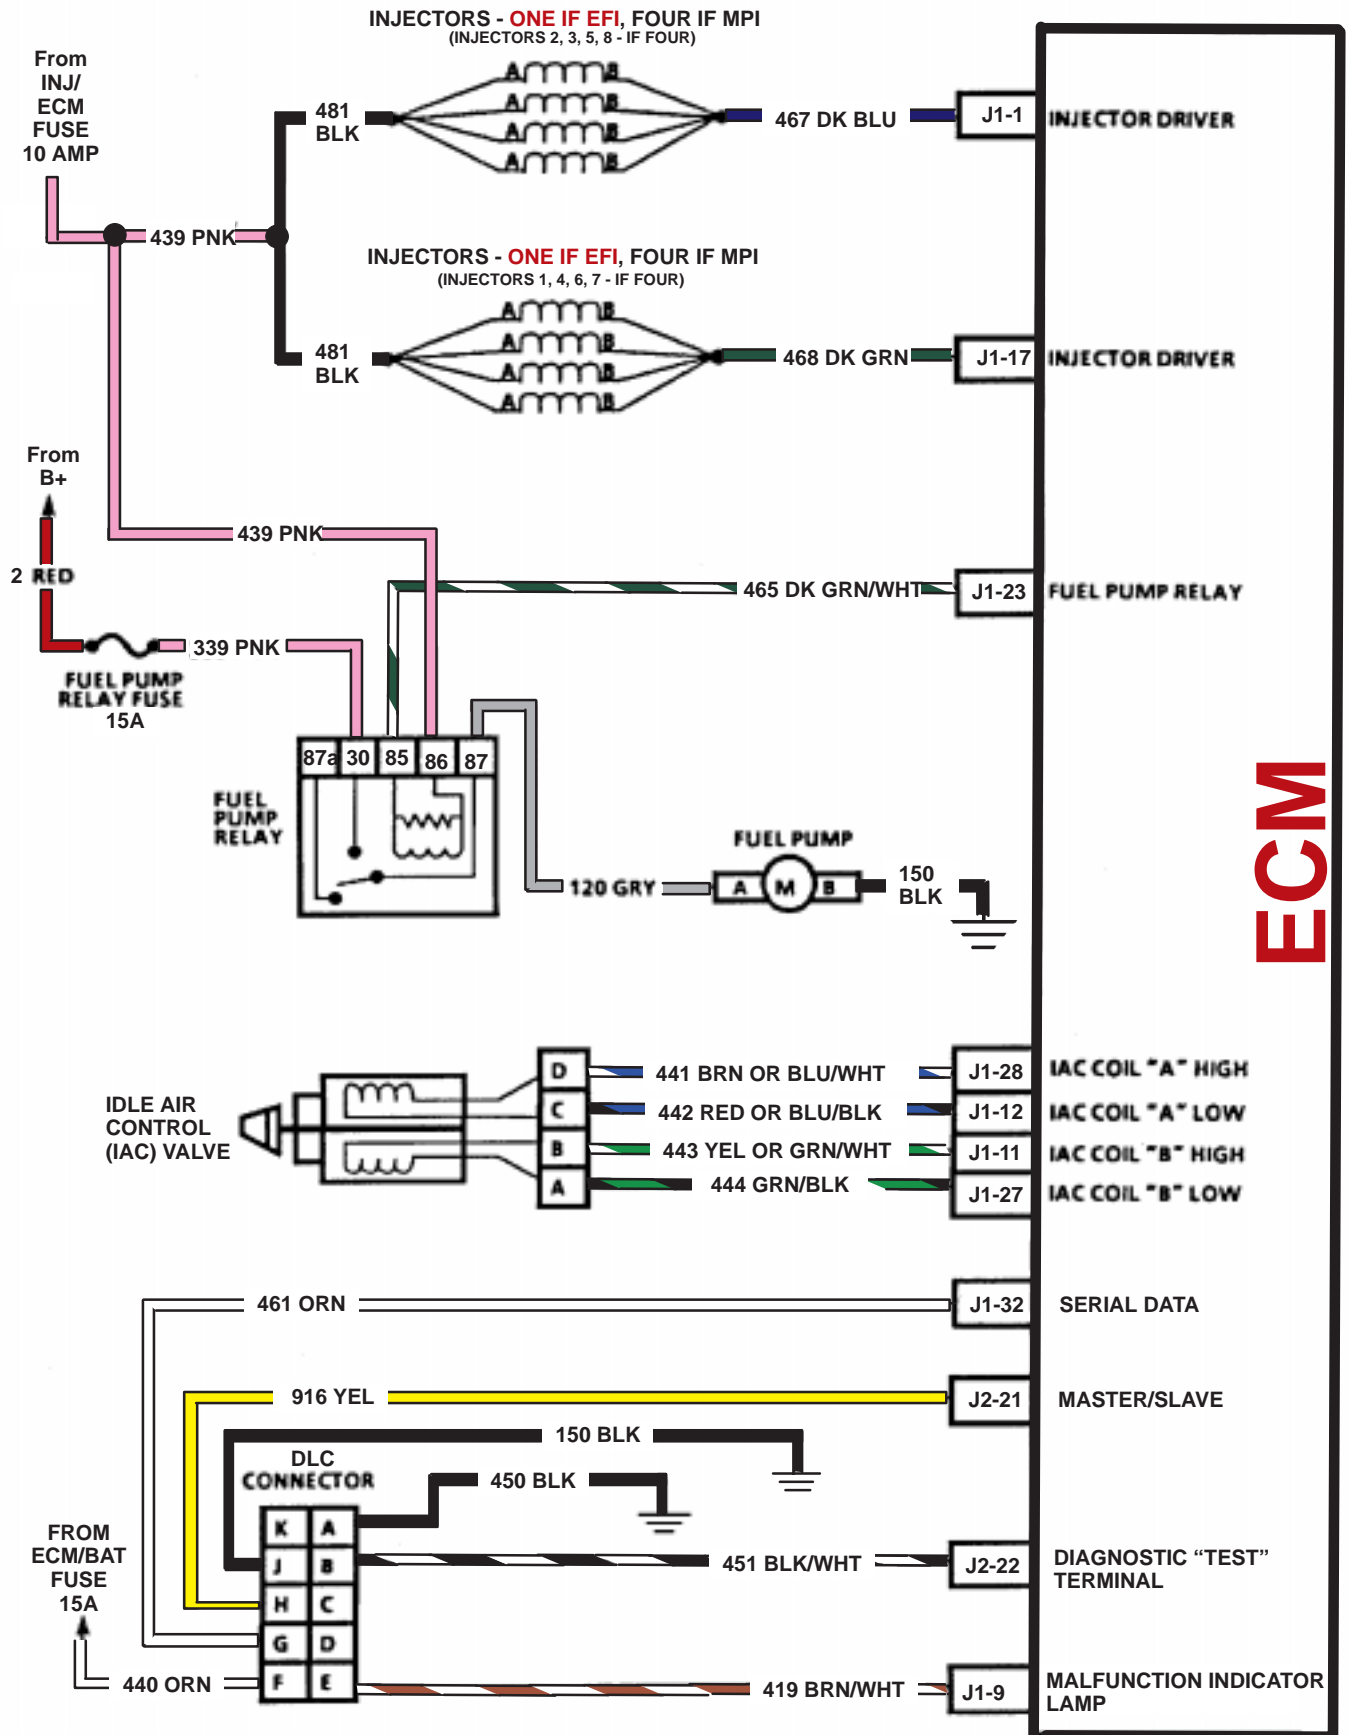 INJECTORS - ONE IF EFI, FOUR IF MPI
(INJECTORS 2, 3, 5, 8 - IF FOUR)
From
INJ/
ECM
FUSE
10 AMP
A B
A B
A B
A B
481
BLK
467 DK BLU
J1-1
INJECTOR DRIVER
439 PNK
INJECTORS - ONE IF EFI, FOUR IF MPI
(INJECTORS 1, 4, 6, 7 - IF FOUR)
A B
A B
A B
A B
481
BLK
468 DK GRN
J1-17
INJECTOR DRIVER
From
B+
439 PNK
2 RED
465 DK GRN/WHT
J1-23
FUEL PUMP RELAY
339 PNK
FUEL PUMP
RELAY FUSE
15A
87a 30 85 86 87
FUEL
PUMP
RELAY
FUEL PUMP
120 GRY
A M B
150
BLK
ECM
IDLE AIR
CONTROL
(IAC) VALVE
D
441 BRN OR BLU/WHT
J1-28
IAC COIL "A" HIGH
C
442 RED OR BLU/BLK
J1-12
IAC COIL "A" LOW
B
443 YEL OR GRN/WHT
J1-11
IAC COIL "B" HIGH
A
444 GRN/BLK
J1-27
IAC COIL "B" LOW
461 ORN
J1-32
SERIAL DATA
916 YEL
J2-21
MASTER/SLAVE
150 BLK
DLC
CONNECTOR
450 BLK
K A
J B
H C
G D
F E
FROM
ECM/BAT
FUSE
15A
451 BLK/WHT
J2-22
DIAGNOSTIC “TEST”
TERMINAL
440 ORN
419 BRN/WHT
J1-9
MALFUNCTION INDICATOR
LAMP